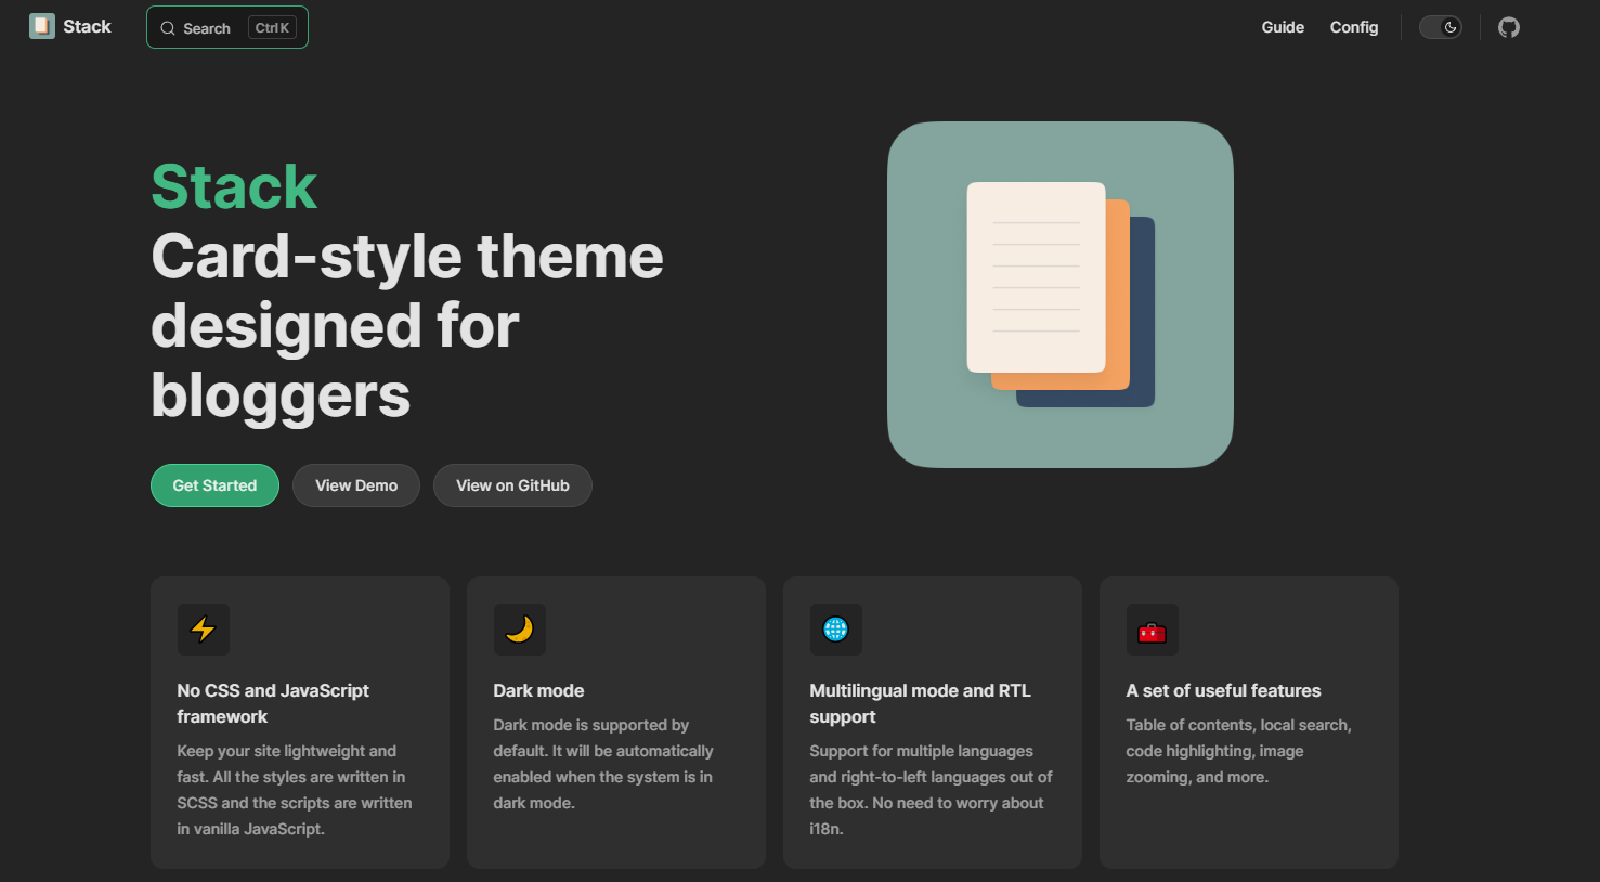 Stack
Search
Ctrl K
Guide
Config
Stack
Card-style theme
designed for
bloggers
Get Started
View Demo
View on GitHub
No CSS and JavaScript
framework
Keep your site lightweight and
fast. All the styles are written in
SCSS and the scripts are written
in vanilla JavaScript.
Dark mode
Dark mode is supported by
default. It will be automatically
enabled when the system is in
dark mode.
Multilingual mode and RTL
support
Support for multiple languages
and right-to-left languages out of
the box. No need to worry about
i18n.
A set of useful features
Table of contents, local search,
code highlighting, image
zooming, and more.